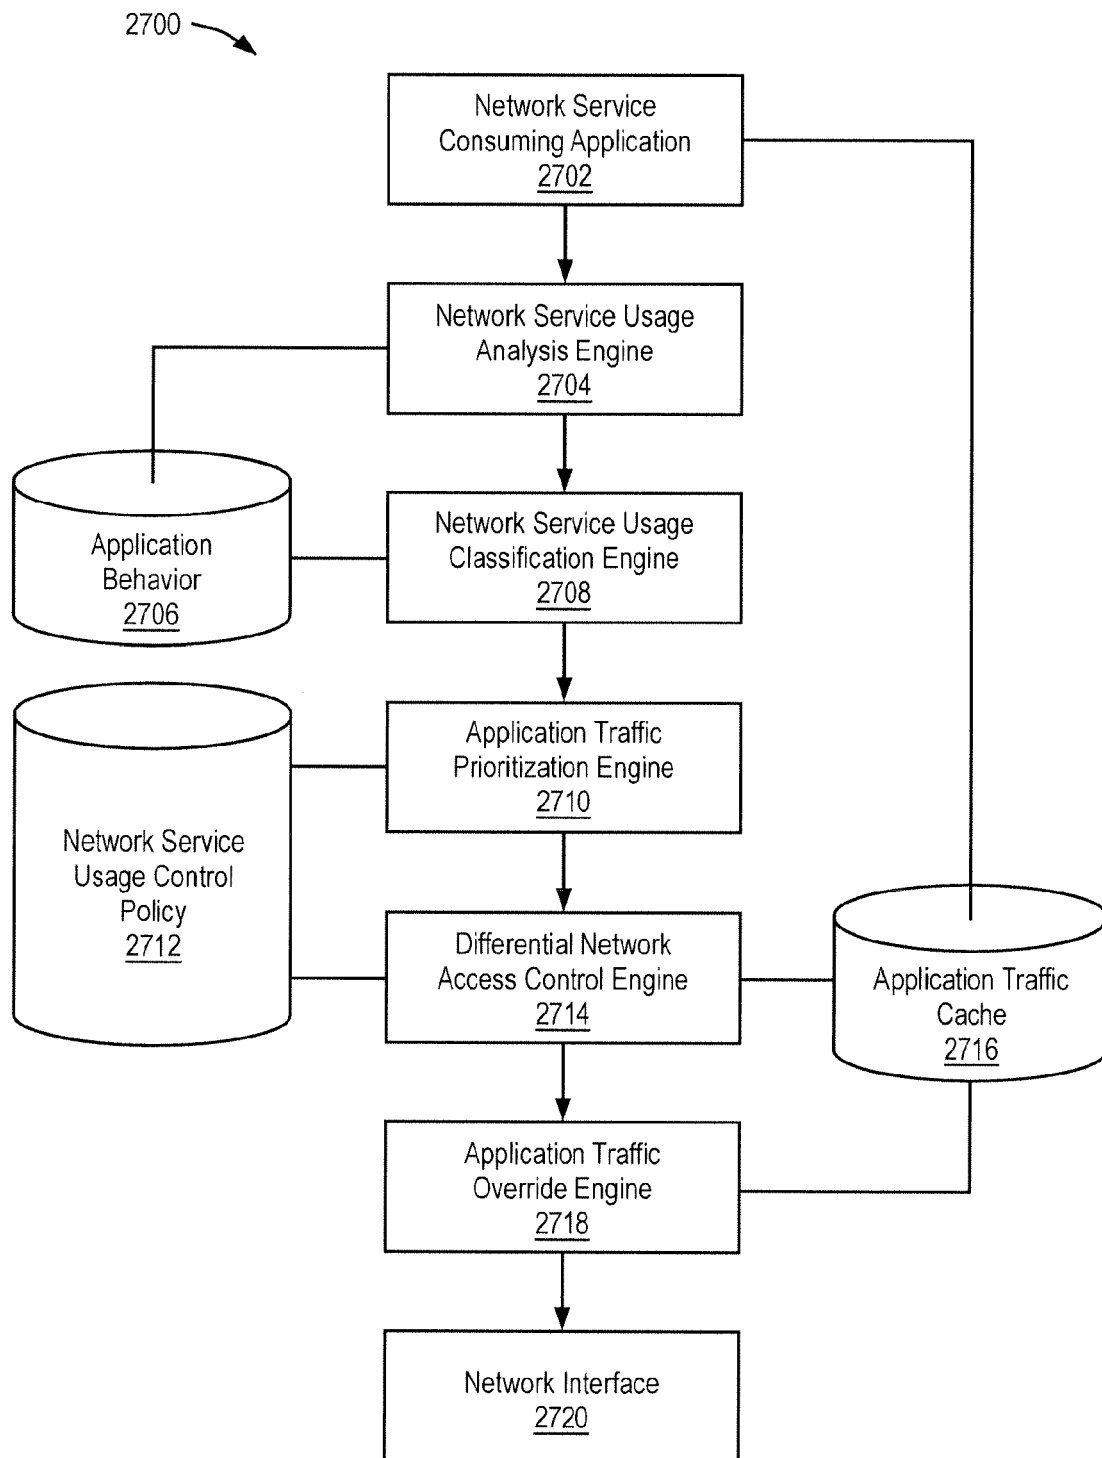 2700
Network Service
Consuming Application
2702
Network Service Usage
Analysis Engine
2704
Application
Behavior
2706
Network Service Usage
Classification Engine
2708
Application Traffic
Prioritization Engine
2710
Network Service
Usage Control
Policy
2712
Differential Network
Access Control Engine
2714
Application Traffic
Cache
2716
Application Traffic
Override Engine
2718
Network Interface
2720